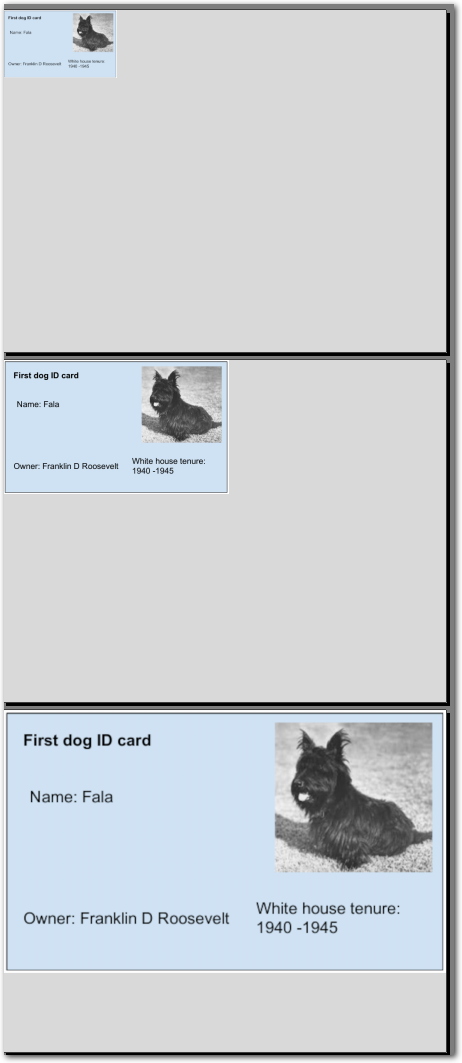 First dog ID card
Name: Fala
Owner: Franklin D Roosevelt
White house tenure:
1940 -1945
First dog ID card
Name: Fala
Owner: Franklin D Roosevelt
White house tenure:
1940 -1945
First dog ID card
Name: Fala
Owner: Franklin D Roosevelt
White house tenure:
1940 -1945